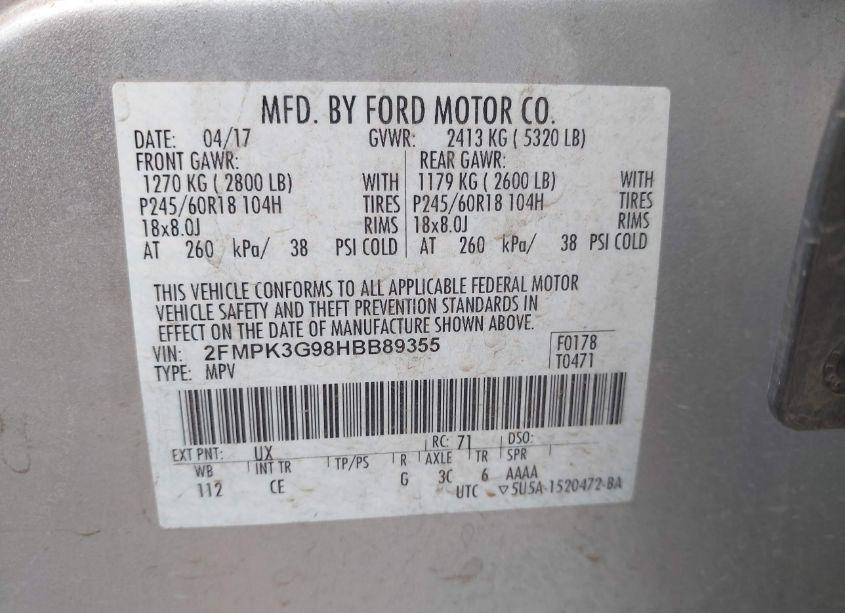 MFD. BY FORD MOTOR CO.
DATE: 04/17 GVWR: 2413 KG ( 5320 LB)
FRONT GAWR: REAR GAWR:
1270 KG ( 2800 LB) WITH 1179 KG ( 2600 LB) WITH
P245/60R18 104H TIRES P245/60R18 104H TIRES
18x8.0J RIMS 18x8.0J RIMS
AT 260 kPa/ 38 PSI COLD AT 260 kPa/ 38 PSI COLD
THIS VEHICLE CONFORMS TO ALL APPLICABLE FEDERAL MOTOR
VEHICLE SAFETY AND THEFT PREVENTION STANDARDS IN
EFFECT ON THE DATE OF MANUFACTURE SHOWN ABOVE.
VIN: 2FMPK3G98HBB89355 F0178
TYPE: MPV T0471
EXT PNT: UX RC: 71 DSO:
WB INT TR TP/PS R AXLE TR SPR
112 CE G 3C 6 AAAA
UTC ▽5U5A-1520472-BA